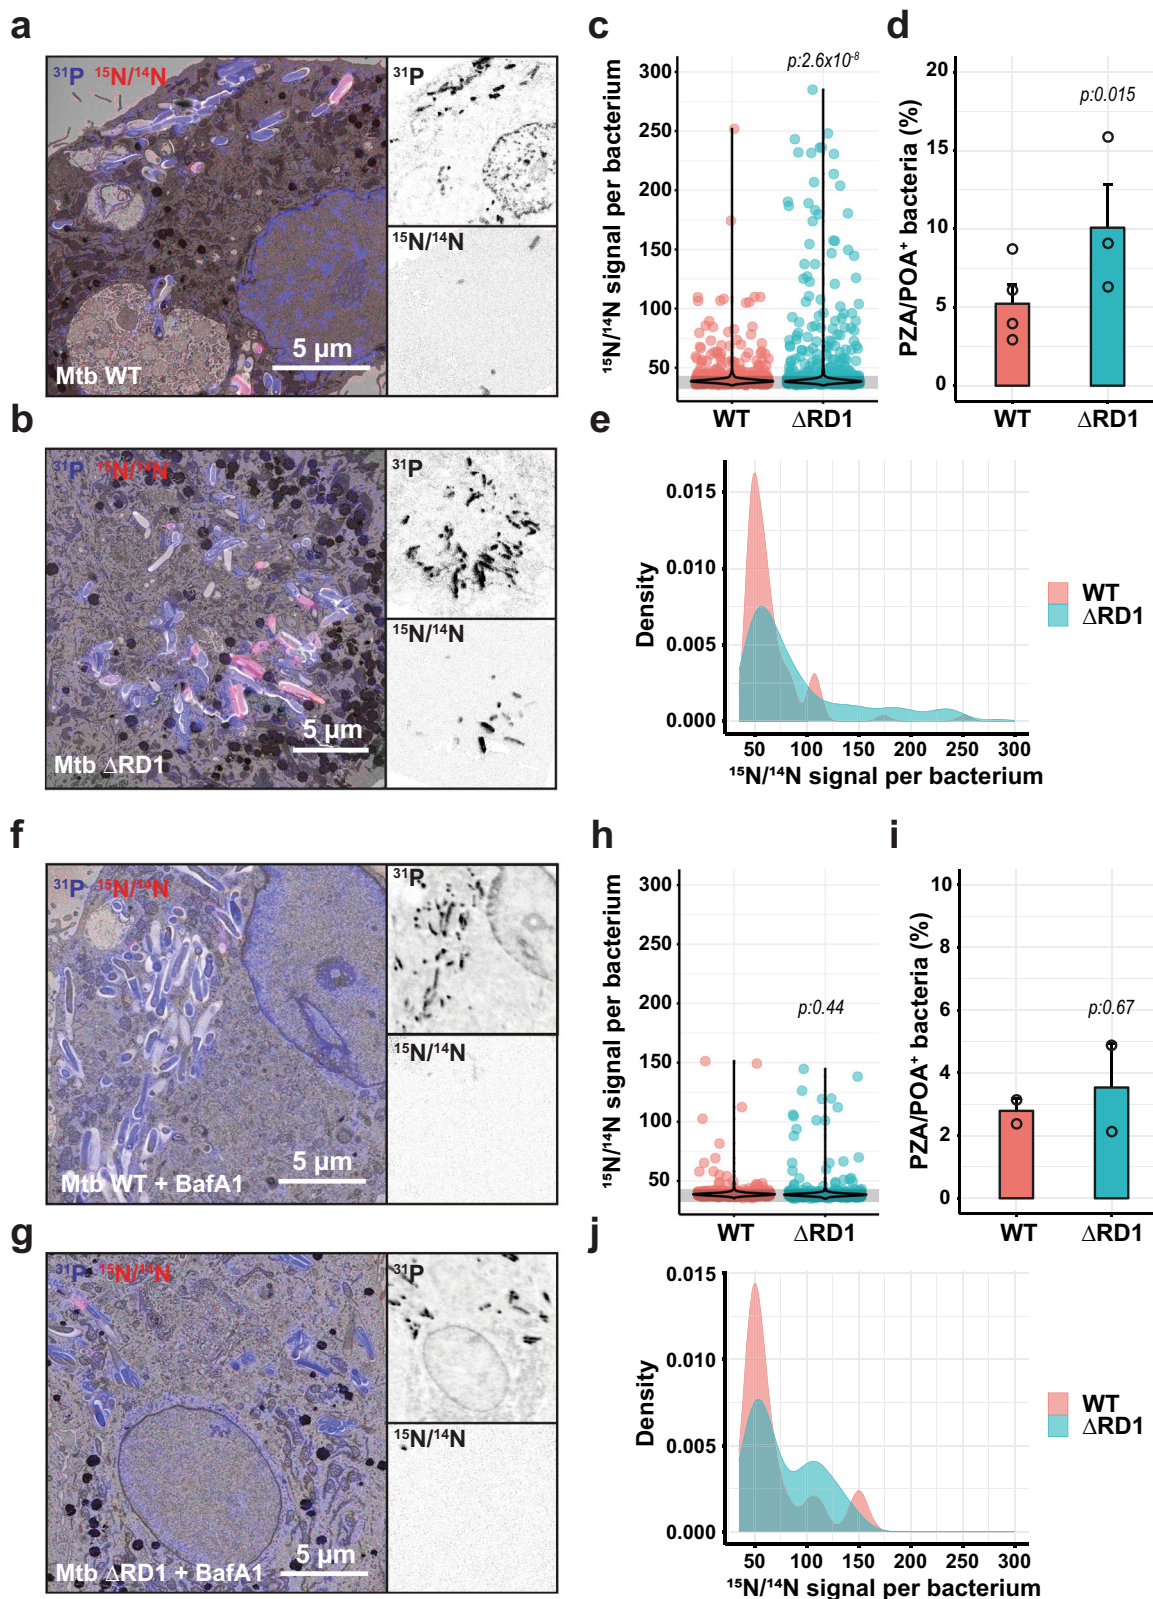 a
³¹P ¹⁵N/¹⁴N
Mtb WT
5 µm
³¹P
¹⁵N/¹⁴N
b
³¹P ¹⁵N/¹⁴N
Mtb ΔRD1
5 µm
³¹P
¹⁵N/¹⁴N
c
¹⁵N/¹⁴N signal per bacterium
300
250
200
150
100
50
p:2.6x10⁻⁸
WT ΔRD1
d
PZA/POA⁺ bacteria (%)
20
15
10
5
0
p:0.015
WT ΔRD1
e
Density
0.015
0.010
0.005
0.000
50 100 150 200 250 300
¹⁵N/¹⁴N signal per bacterium
WT
ΔRD1
f
³¹P ¹⁵N/¹⁴N
Mtb WT + BafA1
5 µm
³¹P
¹⁵N/¹⁴N
g
³¹P ¹⁵N/¹⁴N
Mtb ΔRD1 + BafA1
5 µm
³¹P
¹⁵N/¹⁴N
h
¹⁵N/¹⁴N signal per bacterium
300
250
200
150
100
50
p:0.44
WT ΔRD1
i
PZA/POA⁺ bacteria (%)
10
8
6
4
2
0
p:0.67
WT ΔRD1
j
Density
0.015
0.010
0.005
0.000
50 100 150 200 250 300
¹⁵N/¹⁴N signal per bacterium
WT
ΔRD1